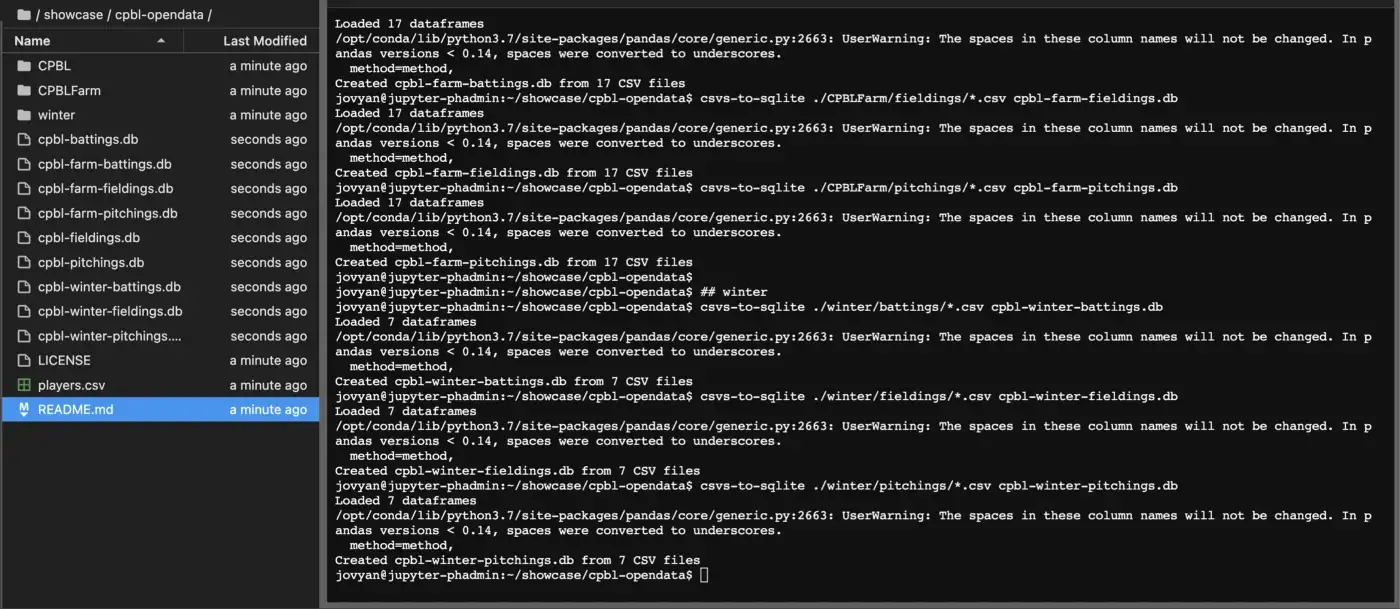 / showcase / cpbl-opendata /
Name Last Modified
CPBL a minute ago
CPBLFarm a minute ago
winter a minute ago
cpbl-battings.db seconds ago
cpbl-farm-battings.db seconds ago
cpbl-farm-fieldings.db seconds ago
cpbl-farm-pitchings.db seconds ago
cpbl-fieldings.db seconds ago
cpbl-pitchings.db seconds ago
cpbl-winter-battings.db seconds ago
cpbl-winter-fieldings.db seconds ago
cpbl-winter-pitchings.... seconds ago
LICENSE a minute ago
players.csv a minute ago
README.md a minute ago
Loaded 17 dataframes
/opt/conda/lib/python3.7/site-packages/pandas/core/generic.py:2663: UserWarning: The spaces in these column names will not be changed. In p
andas versions < 0.14, spaces were converted to underscores.
method=method,
Created cpbl-farm-battings.db from 17 CSV files
jovyan@jupyter-phadmin:~/showcase/cpbl-opendata$ csvs-to-sqlite ./CPBLFarm/fieldings/*.csv cpbl-farm-fieldings.db
Loaded 17 dataframes
/opt/conda/lib/python3.7/site-packages/pandas/core/generic.py:2663: UserWarning: The spaces in these column names will not be changed. In p
andas versions < 0.14, spaces were converted to underscores.
method=method,
Created cpbl-farm-fieldings.db from 17 CSV files
jovyan@jupyter-phadmin:~/showcase/cpbl-opendata$ csvs-to-sqlite ./CPBLFarm/pitchings/*.csv cpbl-farm-pitchings.db
Loaded 17 dataframes
/opt/conda/lib/python3.7/site-packages/pandas/core/generic.py:2663: UserWarning: The spaces in these column names will not be changed. In p
andas versions < 0.14, spaces were converted to underscores.
method=method,
Created cpbl-farm-pitchings.db from 17 CSV files
jovyan@jupyter-phadmin:~/showcase/cpbl-opendata$
jovyan@jupyter-phadmin:~/showcase/cpbl-opendata$ ## winter
jovyan@jupyter-phadmin:~/showcase/cpbl-opendata$ csvs-to-sqlite ./winter/battings/*.csv cpbl-winter-battings.db
Loaded 7 dataframes
/opt/conda/lib/python3.7/site-packages/pandas/core/generic.py:2663: UserWarning: The spaces in these column names will not be changed. In p
andas versions < 0.14, spaces were converted to underscores.
method=method,
Created cpbl-winter-battings.db from 7 CSV files
jovyan@jupyter-phadmin:~/showcase/cpbl-opendata$ csvs-to-sqlite ./winter/fieldings/*.csv cpbl-winter-fieldings.db
Loaded 7 dataframes
/opt/conda/lib/python3.7/site-packages/pandas/core/generic.py:2663: UserWarning: The spaces in these column names will not be changed. In p
andas versions < 0.14, spaces were converted to underscores.
method=method,
Created cpbl-winter-fieldings.db from 7 CSV files
jovyan@jupyter-phadmin:~/showcase/cpbl-opendata$ csvs-to-sqlite ./winter/pitchings/*.csv cpbl-winter-pitchings.db
Loaded 7 dataframes
/opt/conda/lib/python3.7/site-packages/pandas/core/generic.py:2663: UserWarning: The spaces in these column names will not be changed. In p
andas versions < 0.14, spaces were converted to underscores.
method=method,
Created cpbl-winter-pitchings.db from 7 CSV files
jovyan@jupyter-phadmin:~/showcase/cpbl-opendata$